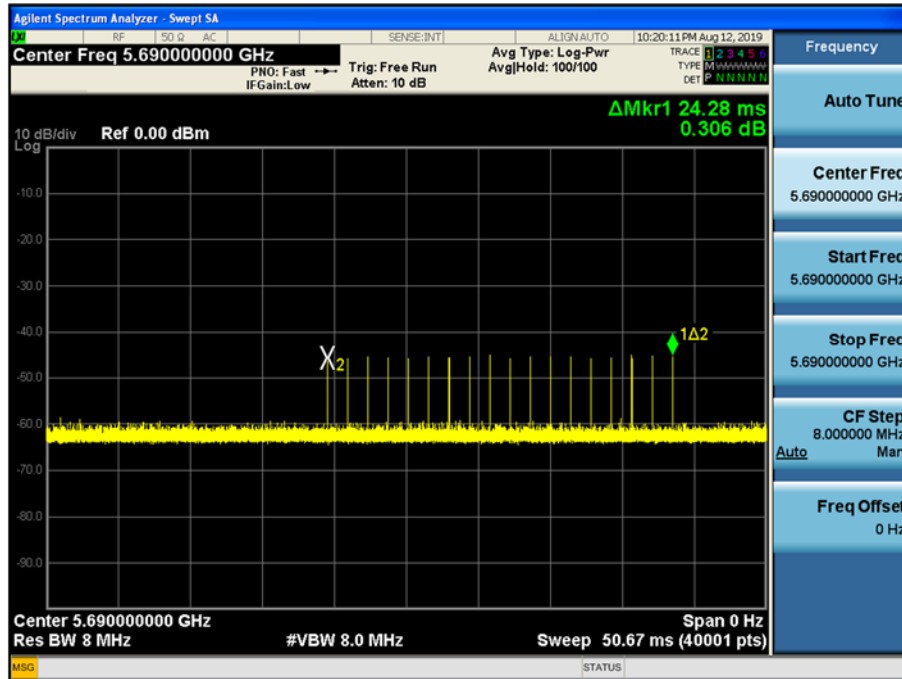 Agilent Spectrum Analyzer - Swept SA
LXI RF 50 Ω AC SENSE:INT ALIGN AUTO 10:20:11 PM Aug 12, 2019
Center Freq 5.690000000 GHz
PNO: Fast
IFGain:Low
Trig: Free Run
Atten: 10 dB
Avg Type: Log-Pwr
Avg|Hold: 100/100
TRACE 1 2 3 4 5 6
TYPE M
DET P N N N N N
ΔMkr1 24.28 ms
0.306 dB
10 dB/div Ref 0.00 dBm
Log
-10.0
-20.0
-30.0
-40.0
-50.0
-60.0
-70.0
-80.0
-90.0
X2
1Δ2
Center 5.690000000 GHz Span 0 Hz
Res BW 8 MHz #VBW 8.0 MHz Sweep 50.67 ms (40001 pts)
MSG STATUS
Frequency
Auto Tune
Center Freq
5.690000000 GHz
Start Freq
5.690000000 GHz
Stop Freq
5.690000000 GHz
CF Step
8.000000 MHz
Auto Man
Freq Offset
0 Hz